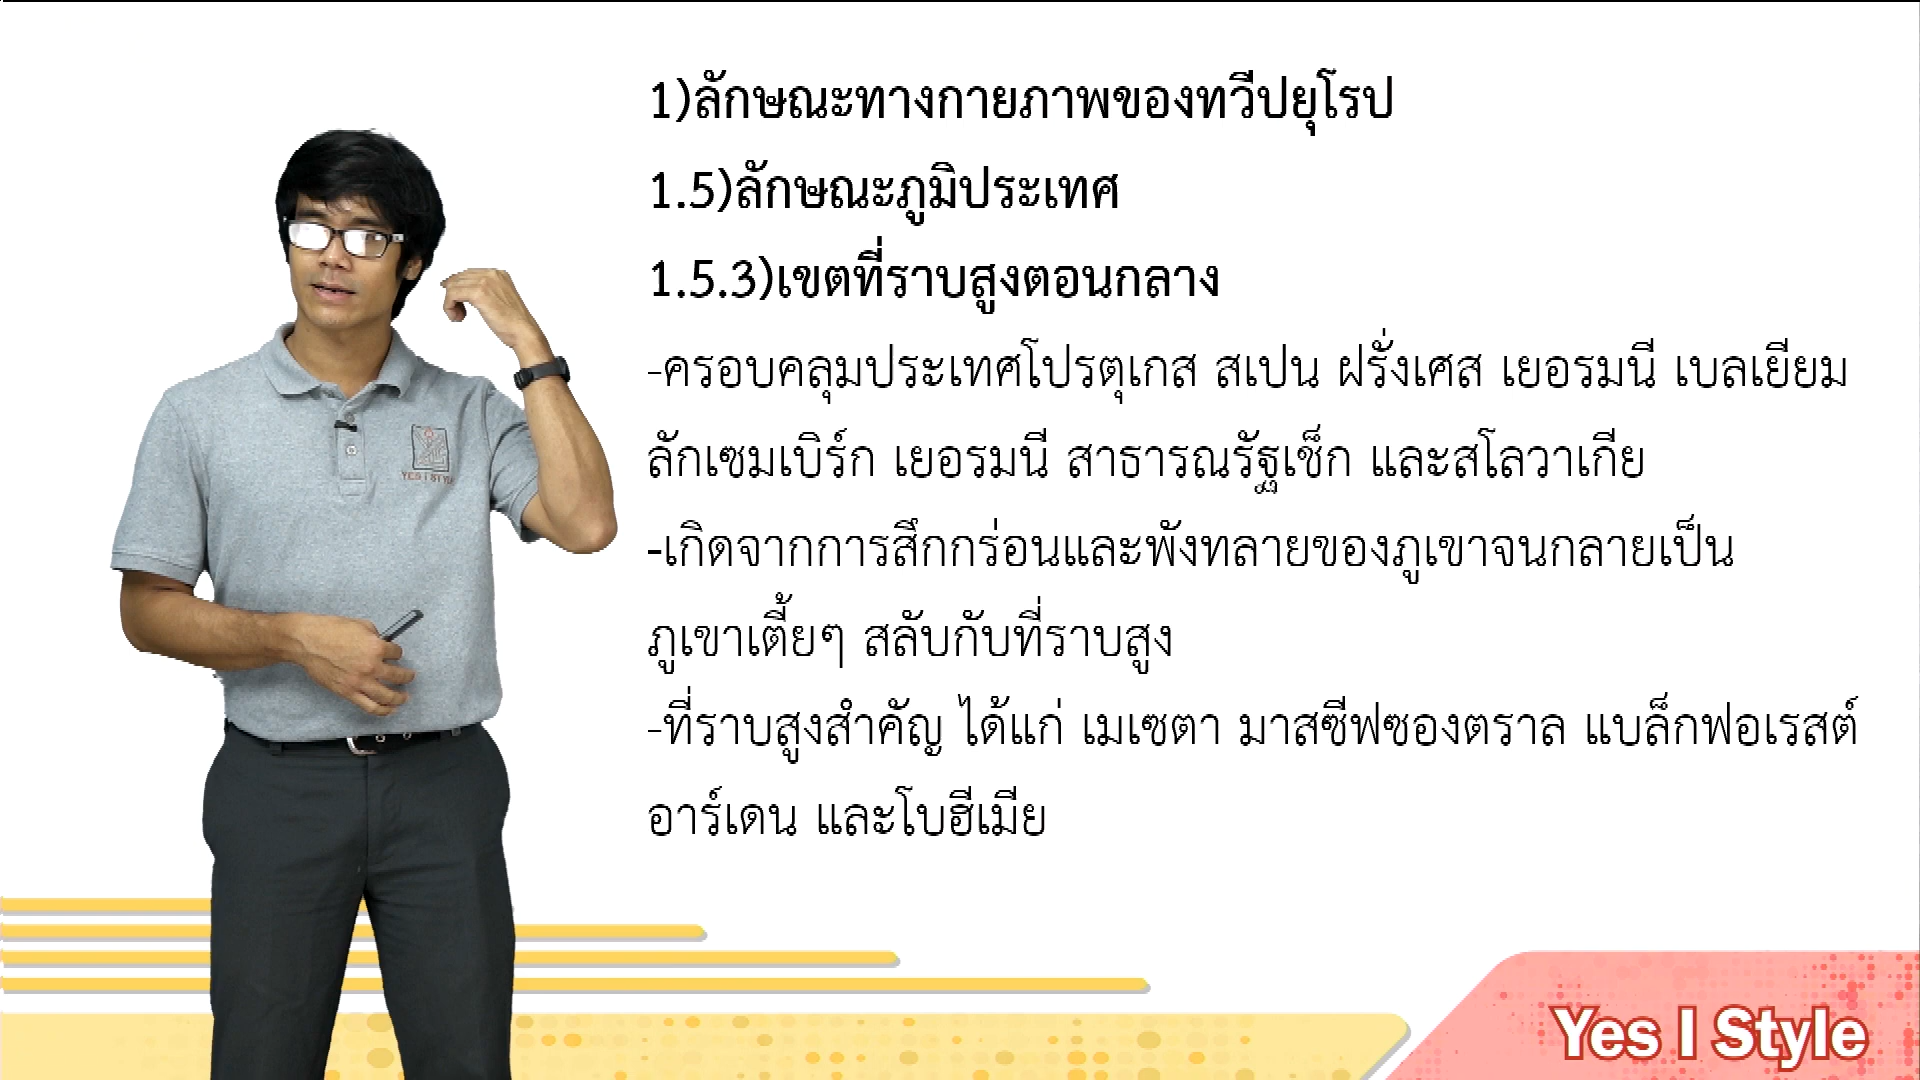 1)ลักษณะทางกายภาพของทวีปยุโรป
1.5)ลักษณะภูมิประเทศ
1.5.3)เขตที่ราบสูงตอนกลาง
-ครอบคลุมประเทศโปรตุเกส สเปน ฝรั่งเศส เยอรมนี เบลเยียม
ลักเซมเบิร์ก เยอรมนี สาธารณรัฐเช็ก และสโลวาเกีย
-เกิดจากการสึกกร่อนและพังทลายของภูเขาจนกลายเป็น
ภูเขาเตี้ยๆ สลับกับที่ราบสูง
-ที่ราบสูงสำคัญ ได้แก่ เมเซตา มาสซีฟซองตราล แบล็กฟอเรสต์
อาร์เดน และโบฮีเมีย
YES I STYLE
Yes I Style